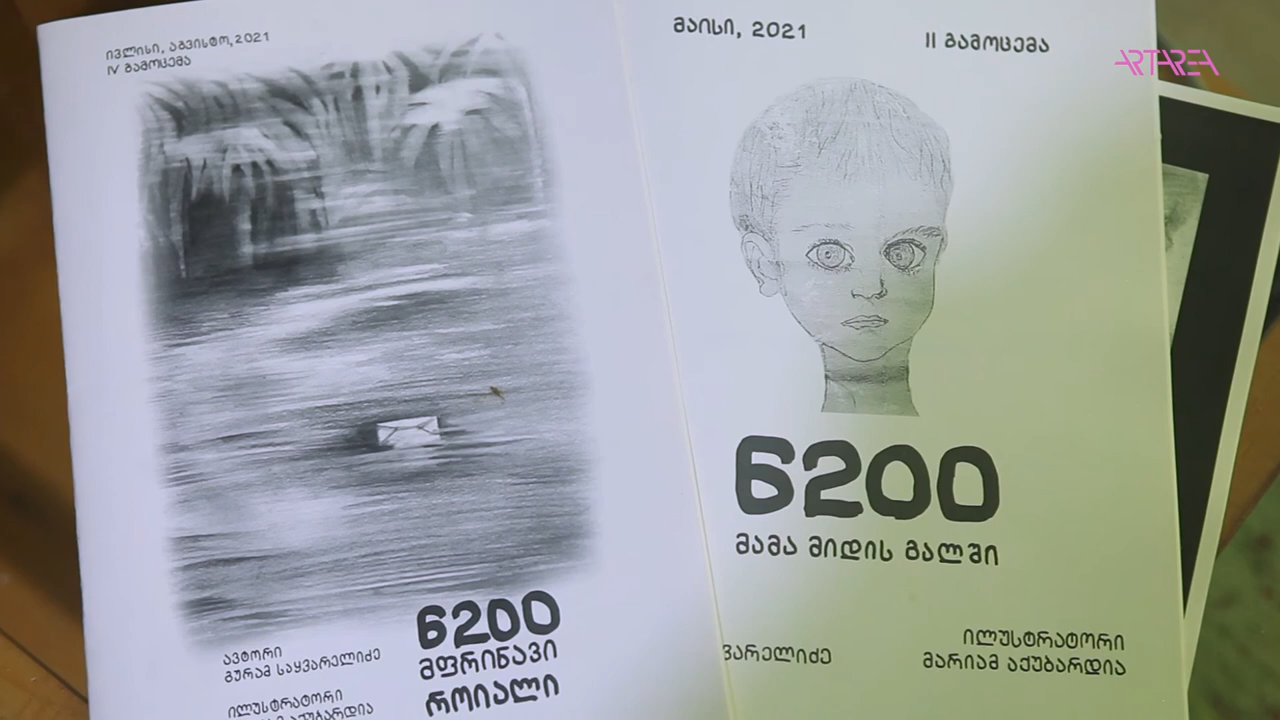 ივლისი, აგვისტო, 2021
IV გამოცემა
6200
მფრინავი
როიალი
ავტორი
გურამ საყვარელიძე
ილუსტრატორი
აქუბარდია
მაისი, 2021
II გამოცემა
6200
მამა მიდის გალში
ვარელიძე
ილუსტრატორი
მარიამ აქუბარდია
ARTAREA